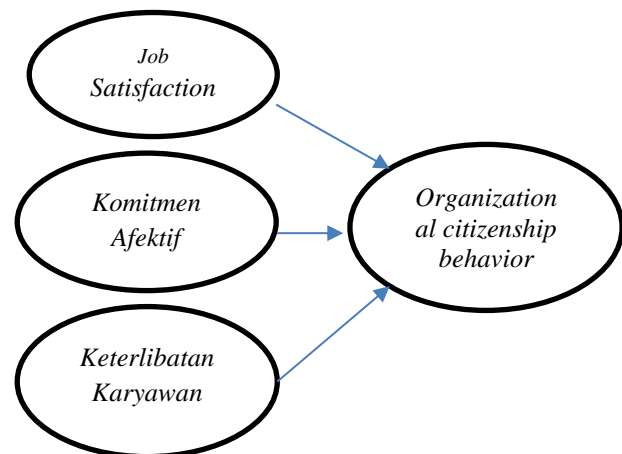 Job
Satisfaction
Komitmen
Afektif
Organization
al citizenship
behavior
Keterlibatan
Karyawan